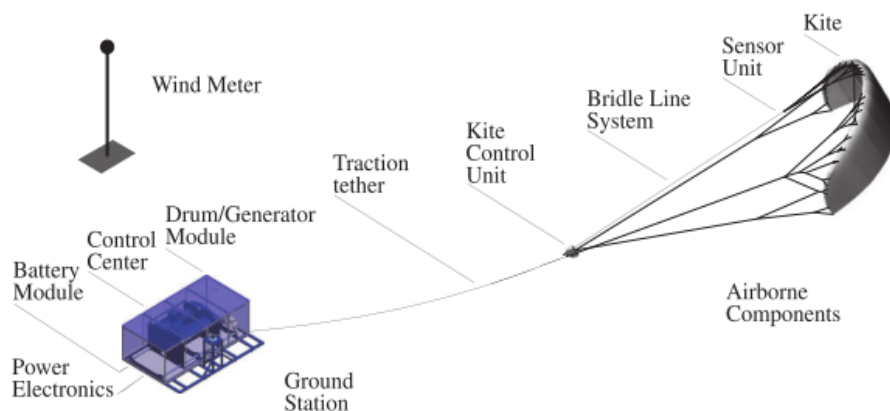 Kite
Sensor
Unit
Bridle Line
System
Wind Meter
Kite
Control
Unit
Traction
tether
Drum/Generator
Module
Control
Center
Battery
Module
Airborne
Components
Power
Electronics
Ground
Station